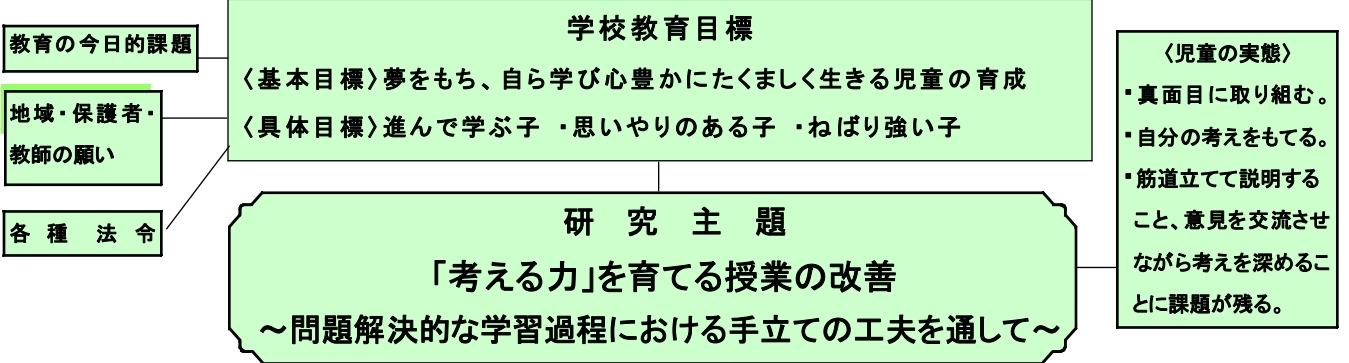 教育の今日的課題
地域・保護者・
教師の願い
各種法令
学校教育目標
〈基本目標〉夢をもち、自ら学び心豊かにたくましく生きる児童の育成
〈具体目標〉進んで学ぶ子 ・思いやりのある子 ・ねばり強い子
研究主題
「考える力」を育てる授業の改善
～問題解決的な学習過程における手立ての工夫を通して～
〈児童の実態〉
・真面目に取り組む。
・自分の考えをもてる。
・筋道立てて説明する
こと、意見を交流させ
ながら考えを深めるこ
とに課題が残る。